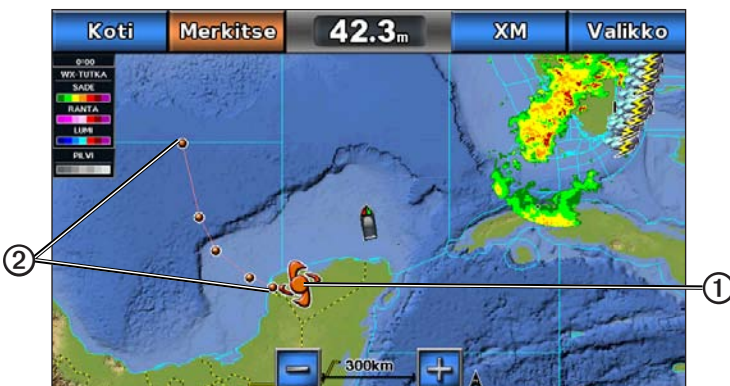 Koti Merkitse 42.3m XM Valikko
0°00
WX-TUTKA
SADE
RANTA
LUMI
PILVI
②
①
300km